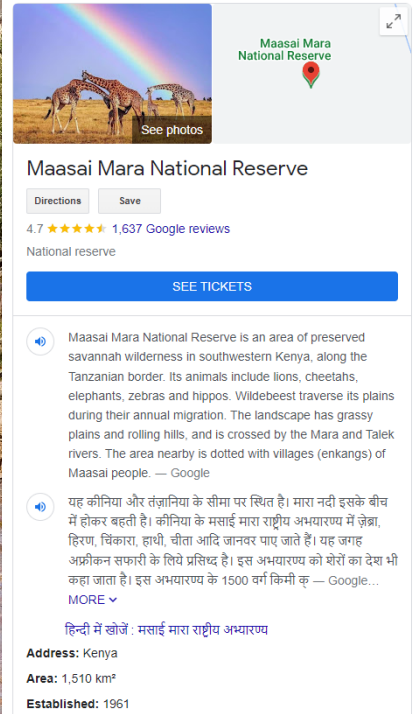 Maasai Mara
National Reserve
See photos
Maasai Mara National Reserve
Directions
Save
4.7
1,637 Google reviews
National reserve
SEE TICKETS
Maasai Mara National Reserve is an area of preserved
savannah wilderness in southwestern Kenya, along the
Tanzanian border. Its animals include lions, cheetahs,
elephants, zebras and hippos. Wildebeest traverse its plains
during their annual migration. The landscape has grassy
plains and rolling hills, and is crossed by the Mara and Talek
rivers. The area nearby is dotted with villages (enkangs) of
Maasai people. — Google
यह कीनिया और तंज़ानिया के सीमा पर स्थित है। मारा नदी इसके बीच
में होकर बहती है। कीनिया के मसाई मारा राष्ट्रीय अभयारण्य में ज़ेब्रा,
हिरण, चिंकारा, हाथी, चीता आदि जानवर पाए जाते हैं। यह जगह
अफ्रीकन सफारी के लिये प्रसिध्द है। इस अभयारण्य को शेरों का देश भी
कहा जाता है। इस अभयारण्य के 1500 वर्ग किमी क् — Google...
MORE
हिन्दी में खोजें : मसाई मारा राष्ट्रीय अभ्यारण्य
Address: Kenya
Area: 1,510 km²
Established: 1961